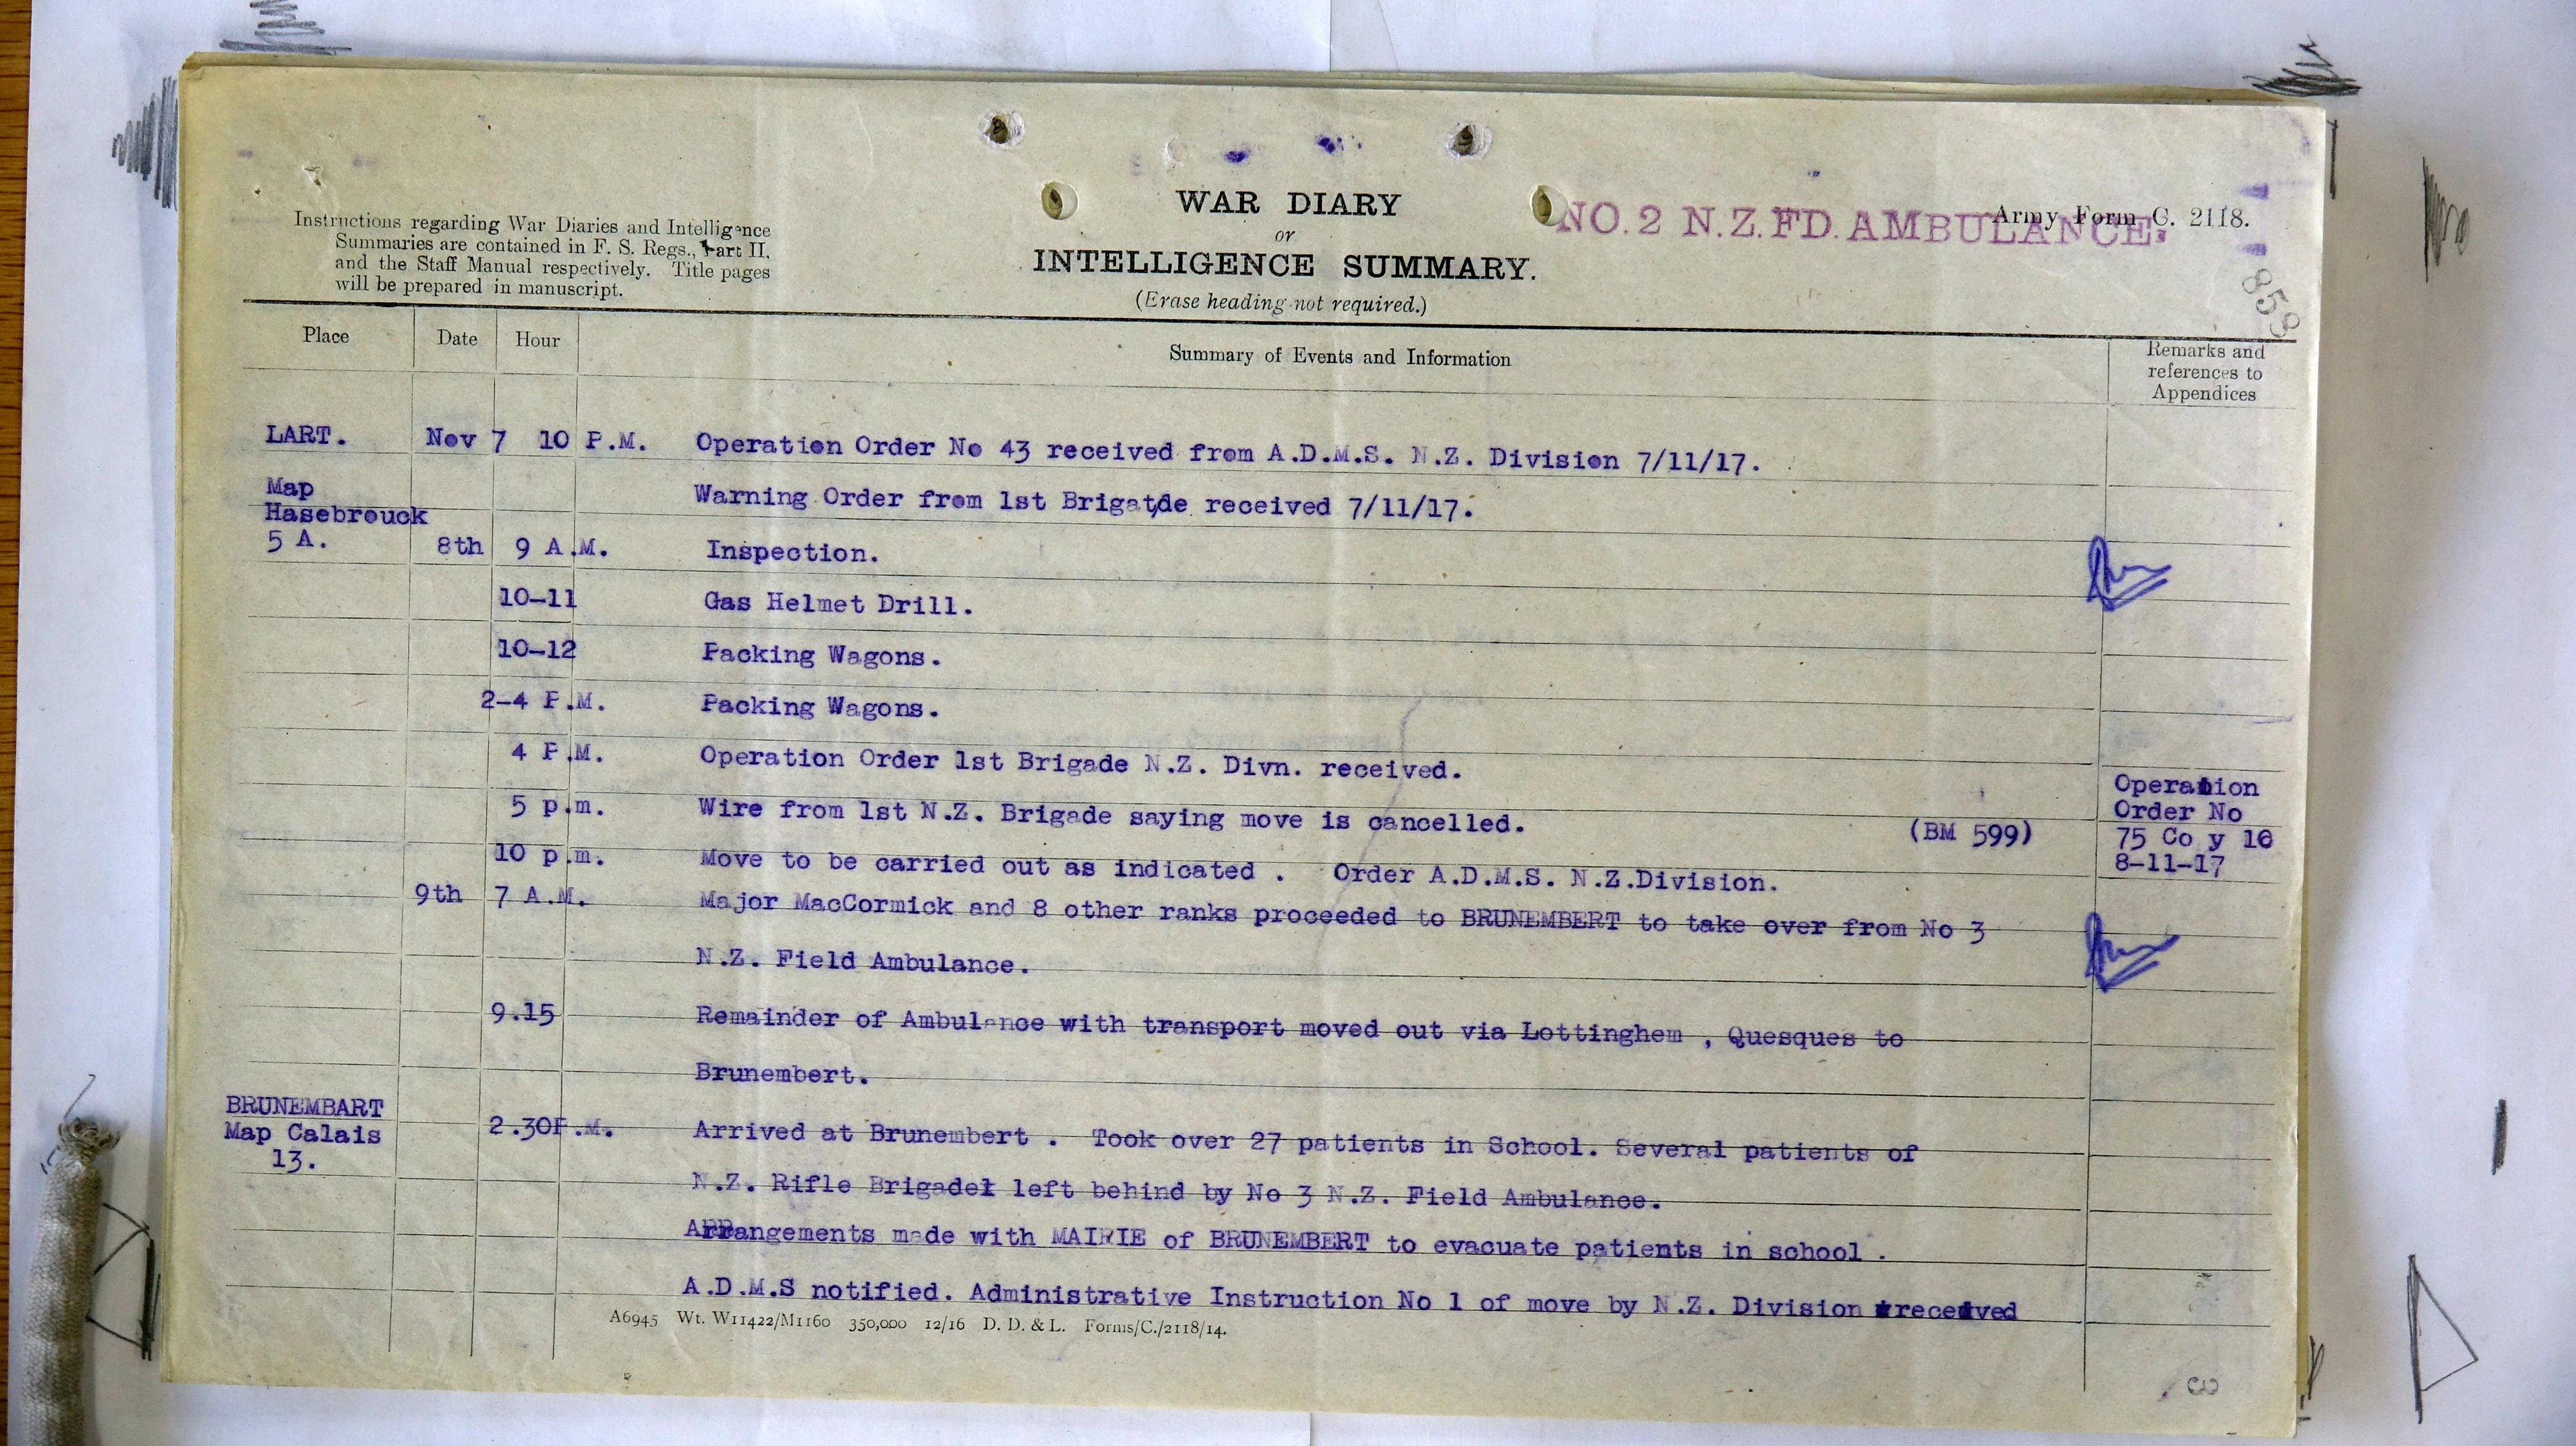 WAR DIARY
or
INTELLIGENCE SUMMARY.
(Erase heading not required.)
Instructions regarding War Diaries and Intelligence
Summaries are contained in F. S. Regs., Part II.
and the Staff Manual respectively. Title pages
will be prepared in manuscript.
NO. 2 N.Z. FD. AMBULANCE.
Army Form C. 2118.
859
Place Date Hour Summary of Events and Information Remarks and references to Appendices
LART. Nov 7 10 P.M. Operation Order No 43 received from A.D.M.S. N.Z. Division 7/11/17.
Map Warning Order from 1st Brigade received 7/11/17.
Hasebrouck
5 A. 8th 9 A.M. Inspection.
10-11 Gas Helmet Drill.
10-12 Packing Wagons.
2-4 P.M. Packing Wagons.
4 P.M. Operation Order 1st Brigade N.Z. Divn. received. Operation
5 p.m. Wire from 1st N.Z. Brigade saying move is cancelled. (BM 599) Order No
10 p.m. Move to be carried out as indicated . Order A.D.M.S. N.Z.Division. 75 Co y 16
8-11-17
9th 7 A.M. Major MacCormick and 8 other ranks proceeded to BRUNEMBERT to take over from No 3
N.Z. Field Ambulance.
9.15 Remainder of Ambulance with transport moved out via Lottinghem , Quesques to
Brunembert.
BRUNEMBART
Map Calais 2.30P.M. Arrived at Brunembert . Took over 27 patients in School. Several patients of
13.
N.Z. Rifle Brigade left behind by No 3 N.Z. Field Ambulance.
Arrangements made with MAIRIE of BRUNEMBERT to evacuate patients in school .
A.D.M.S notified. Administrative Instruction No 1 of move by N.Z. Division received
A6945 Wt. W11422/M1160 350,000 12/16 D. D. & L. Forms/C./2118/14.